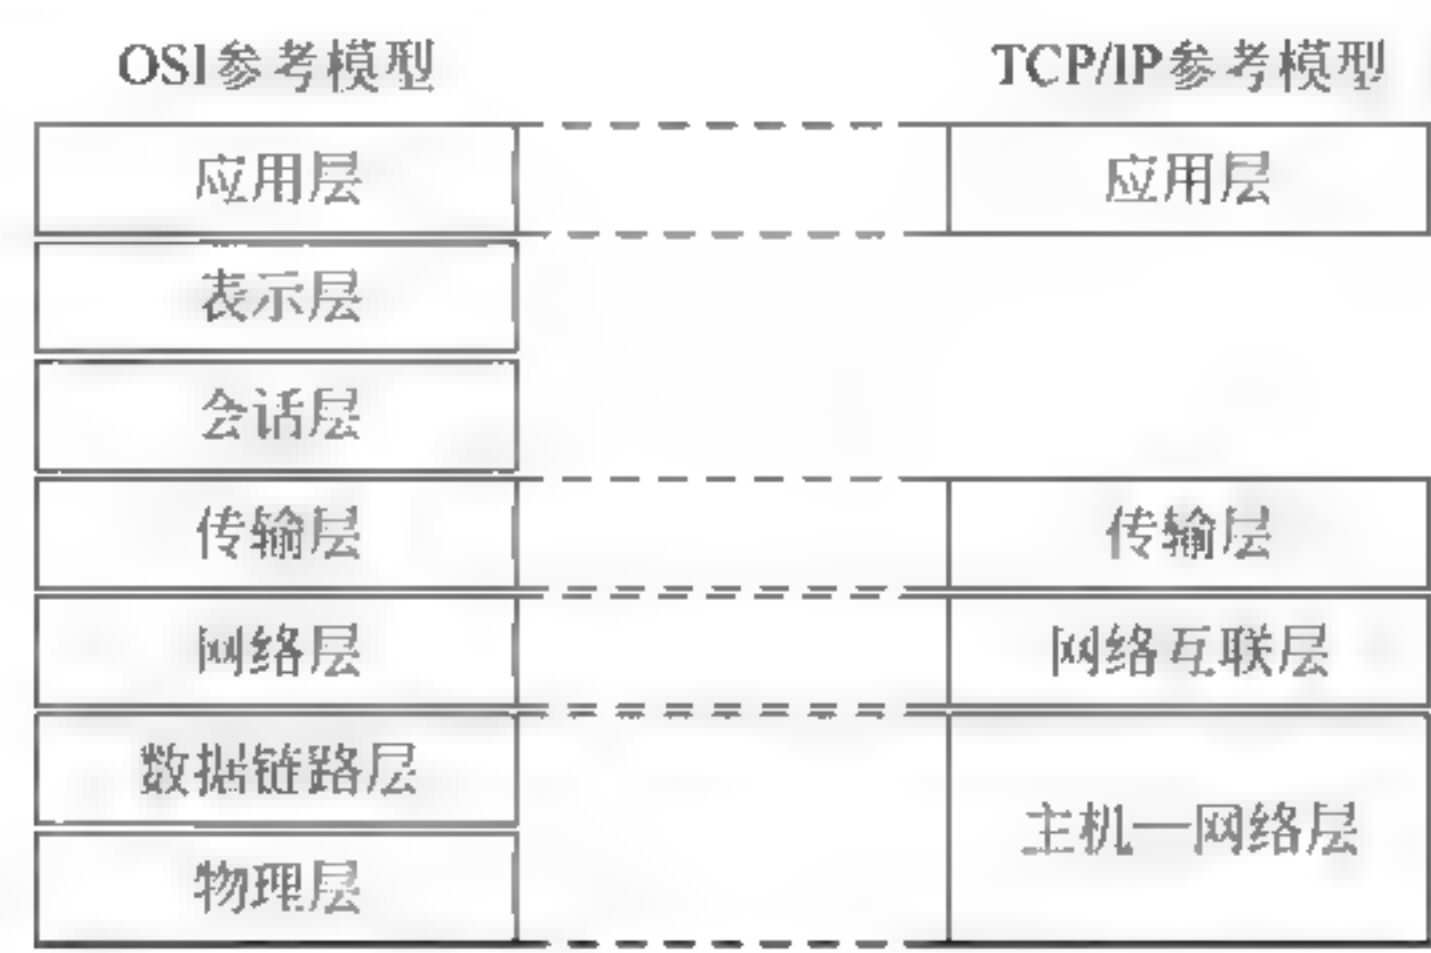 OSI参考模型
TCP/IP参考模型
应用层
应用层
表示层
会话层
传输层
传输层
网络层
网络互联层
数据链路层
主机—网络层
物理层